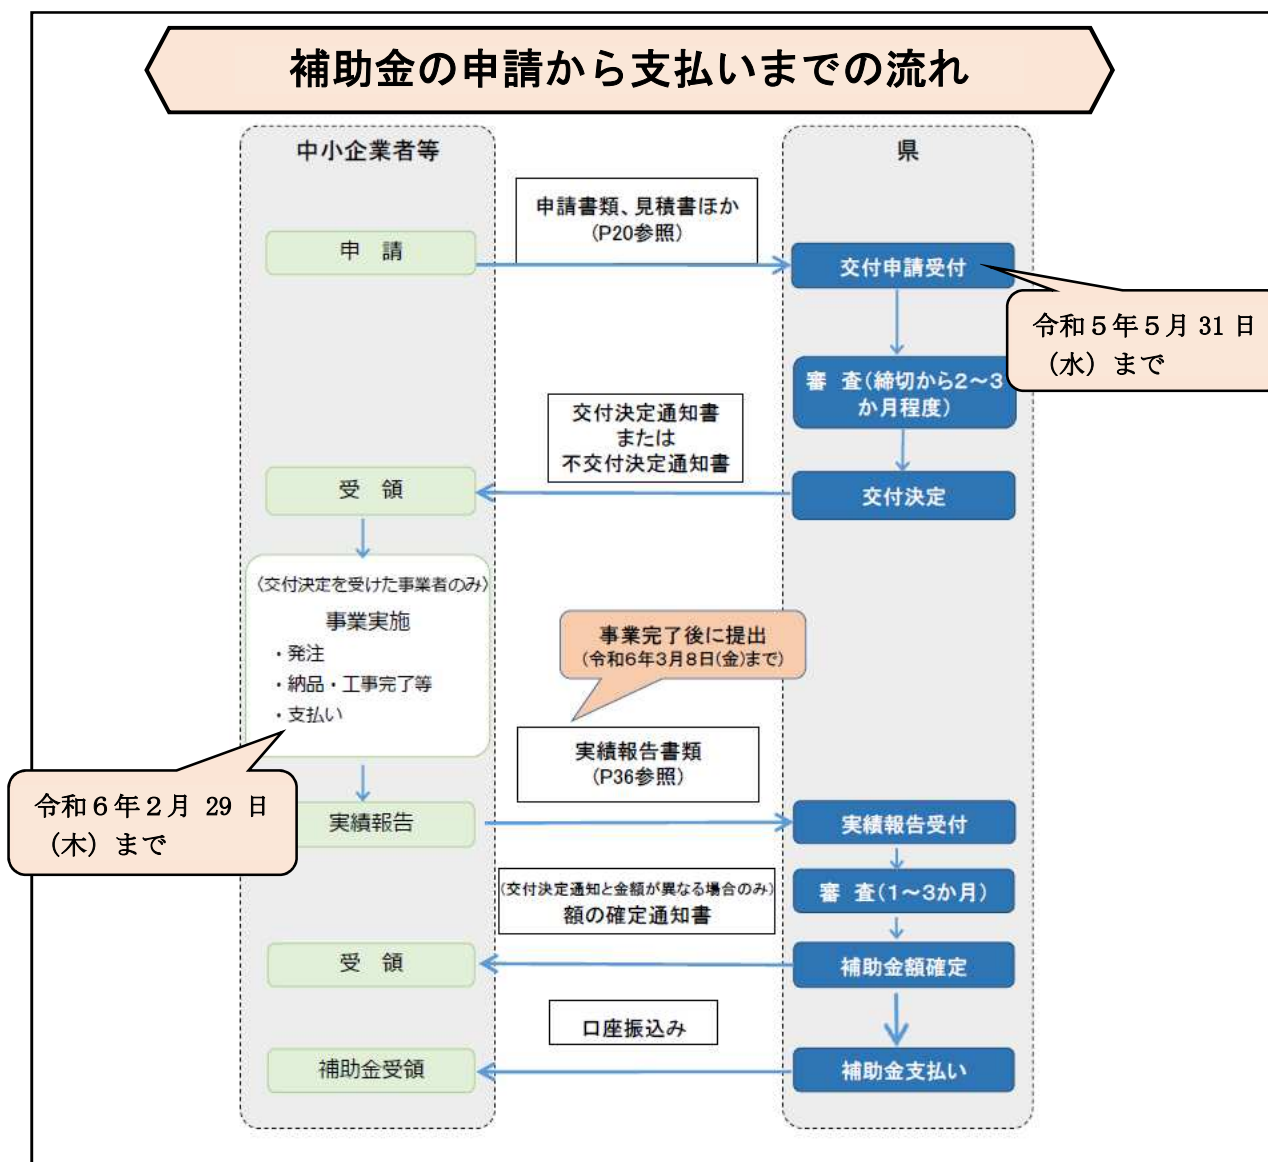 補助金の申請から支払いまでの流れ
中小企業者等
県
申請書類、見積書ほか
(P20参照)
申　請
交付申請受付
令和５年５月 31 日
（水）まで
審　査(締切から2～3
か月程度)
交付決定通知書
または
不交付決定通知書
受　領
交付決定
〈交付決定を受けた事業者のみ〉
事業実施
・発注
・納品・工事完了等
・支払い
事業完了後に提出
(令和6年3月8日(金)まで)
実績報告書類
(P36参照)
令和６年２月 29 日
（木）まで
実績報告
実績報告受付
(交付決定通知と金額が異なる場合のみ)
額の確定通知書
審　査(1～3か月)
受　領
補助金額確定
口座振込み
補助金受領
補助金支払い